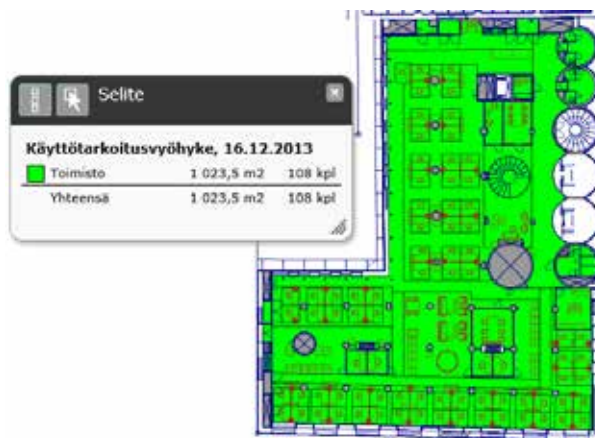 Selite
Käyttötarkoitusvyöhyke, 16.12.2013
Toimisto 1 023,5 m2 108 kpl
Yhteensä 1 023,5 m2 108 kpl